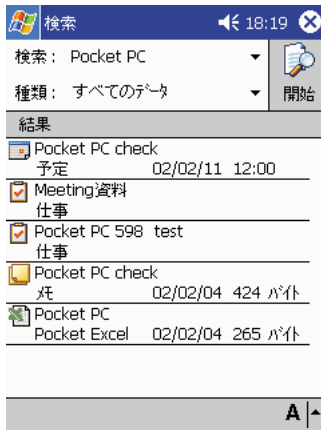 検索 18:19
検索: Pocket PC
種類: すべてのﾃﾞｰﾀ
開始
結果
Pocket PC check
予定 02/02/11 12:00
Meeting資料
仕事
Pocket PC 598 test
仕事
Pocket PC check
ﾒﾓ 02/02/04 424 ﾊﾞｲﾄ
Pocket PC
Pocket Excel 02/02/04 265 ﾊﾞｲﾄ
A